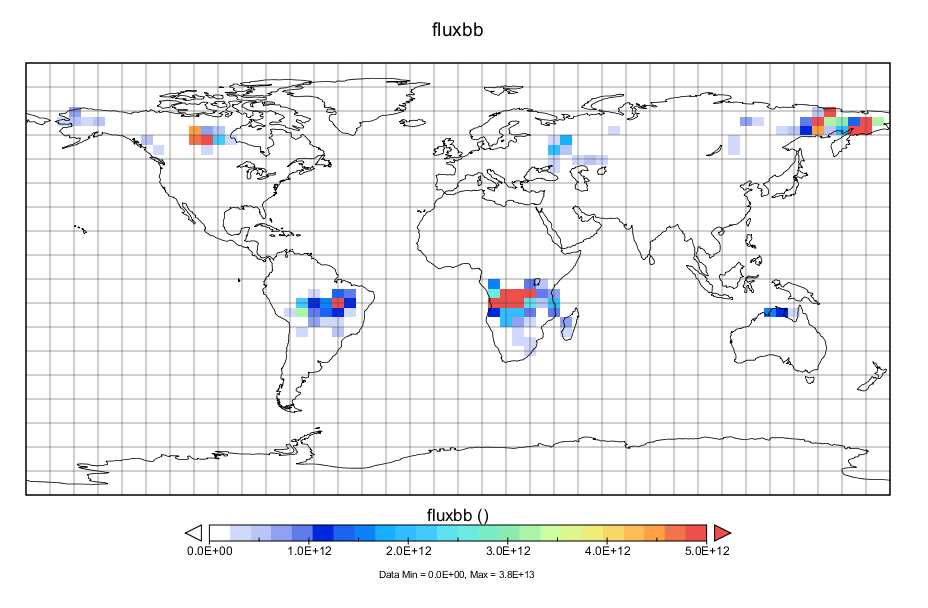 fluxbb
fluxbb ()
0.0E+00 1.0E+12 2.0E+12 3.0E+12 4.0E+12 5.0E+12
Data Min = 0.0E+00, Max = 3.8E+13